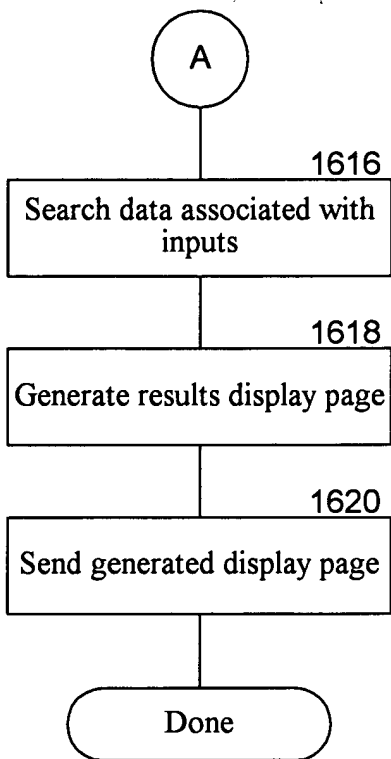 A
1616
Search data associated with
inputs
1618
Generate results display page
1620
Send generated display page
Done